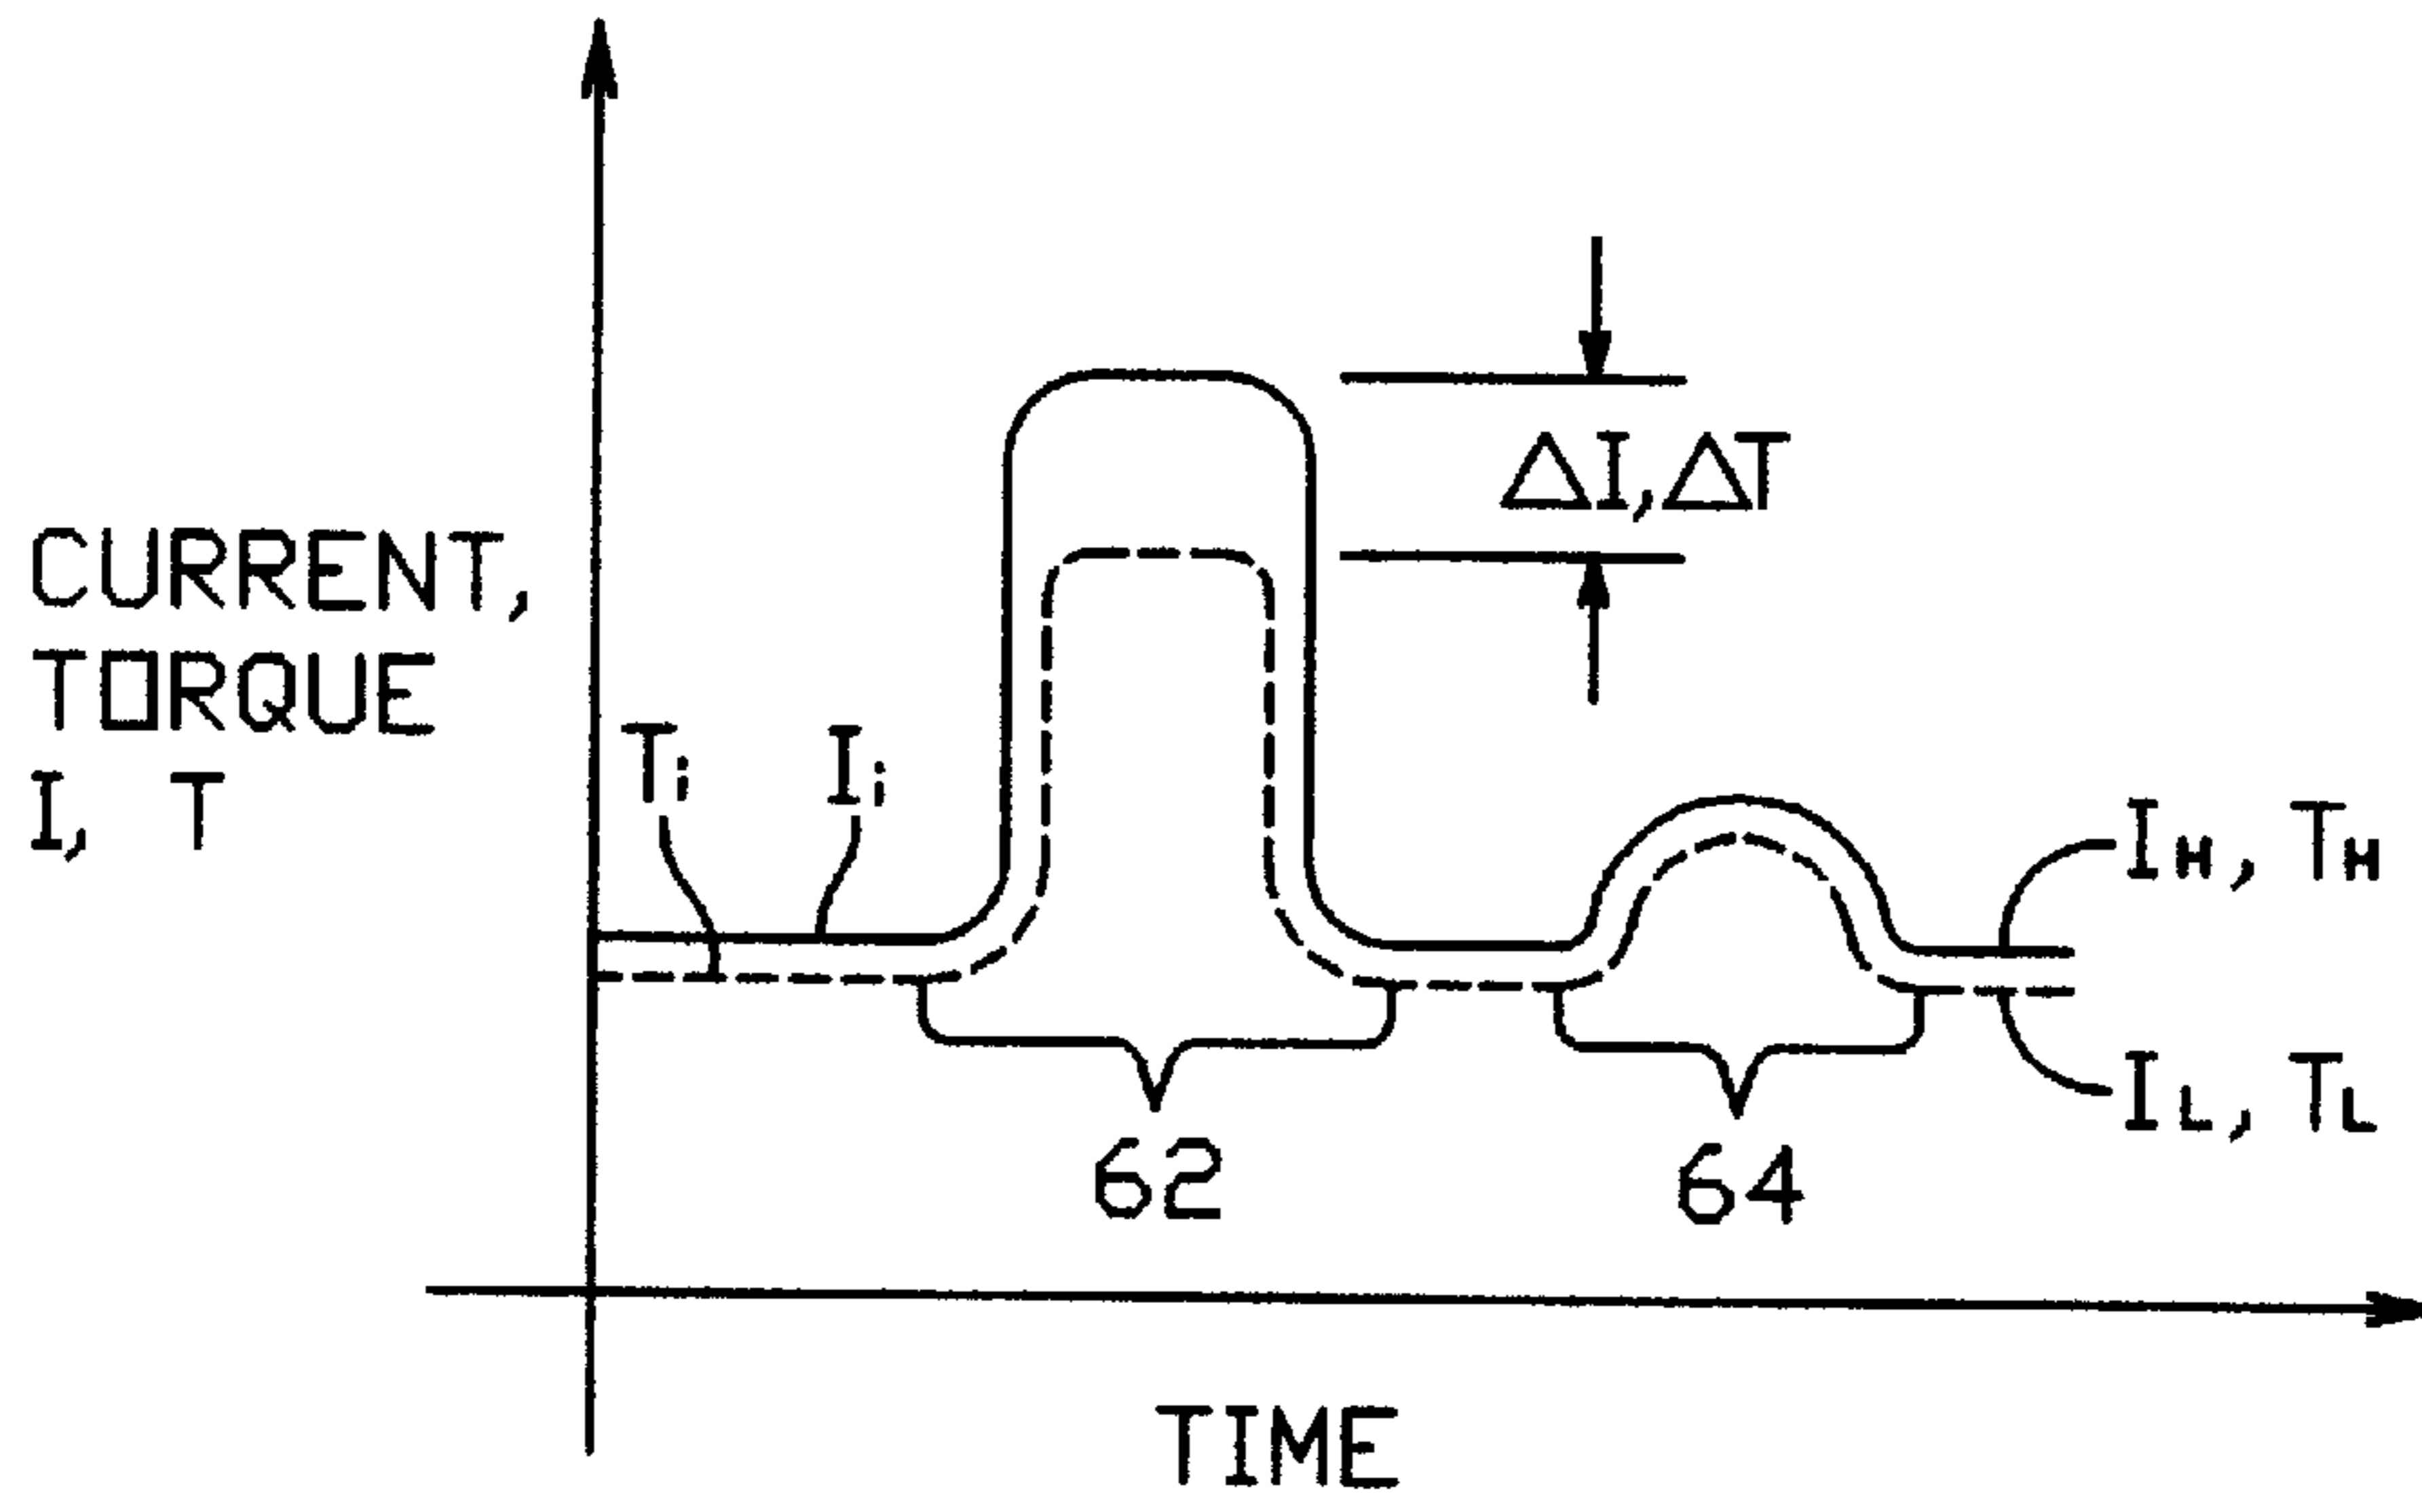 ΔI, ΔT
CURRENT,
TORQUE
I, T
Ti Ii
IH, TH
IL, TL
62 64
TIME